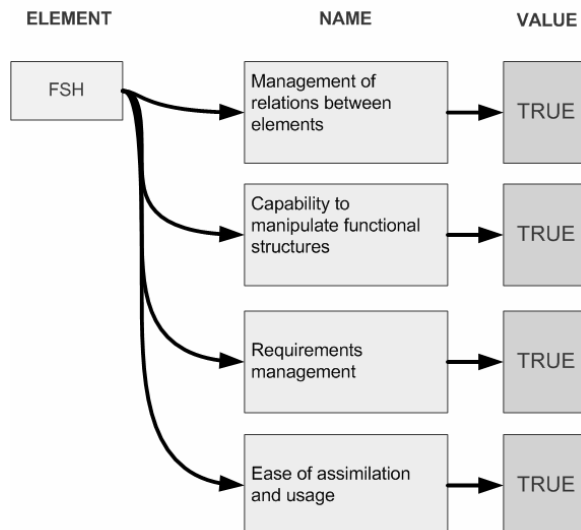 ELEMENT NAME VALUE
FSH
Management of
relations between
elements
TRUE
Capability to
manipulate functional
structures
TRUE
Requirements
management
TRUE
Ease of assimilation
and usage
TRUE